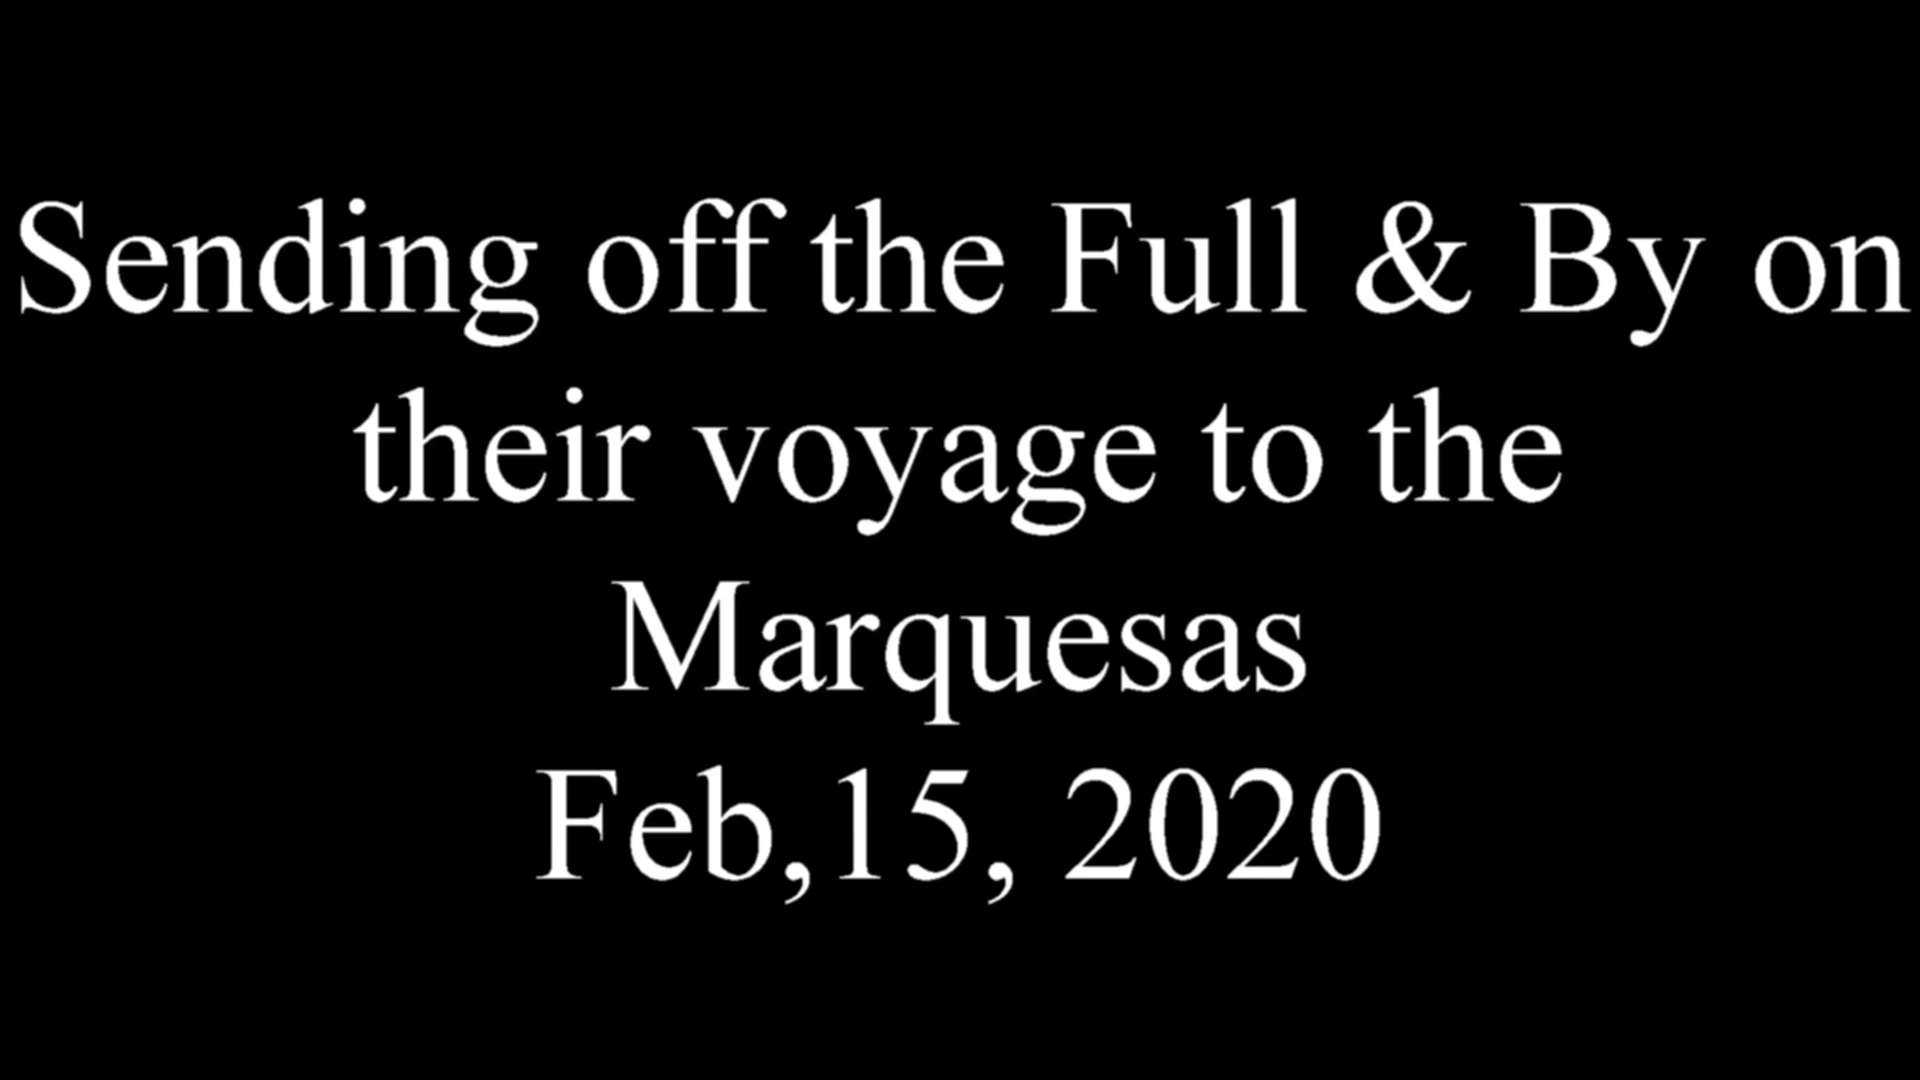 Sending off the Full & By on
their voyage to the
Marquesas
Feb,15, 2020